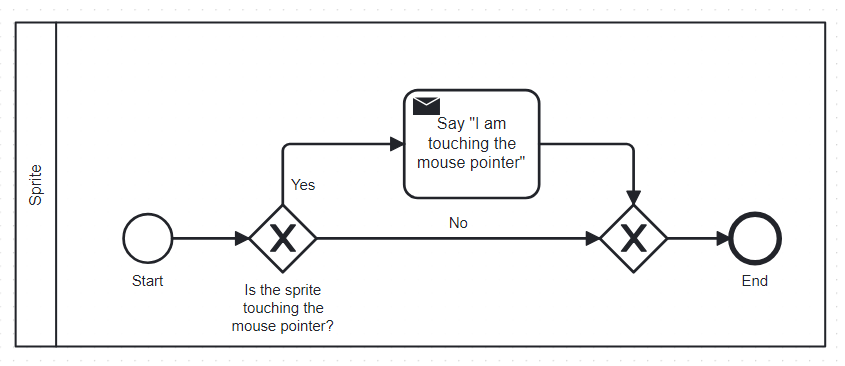 Sprite
Say "I am
touching the
mouse pointer"
Yes
No
Start
Is the sprite
touching the
mouse pointer?
End